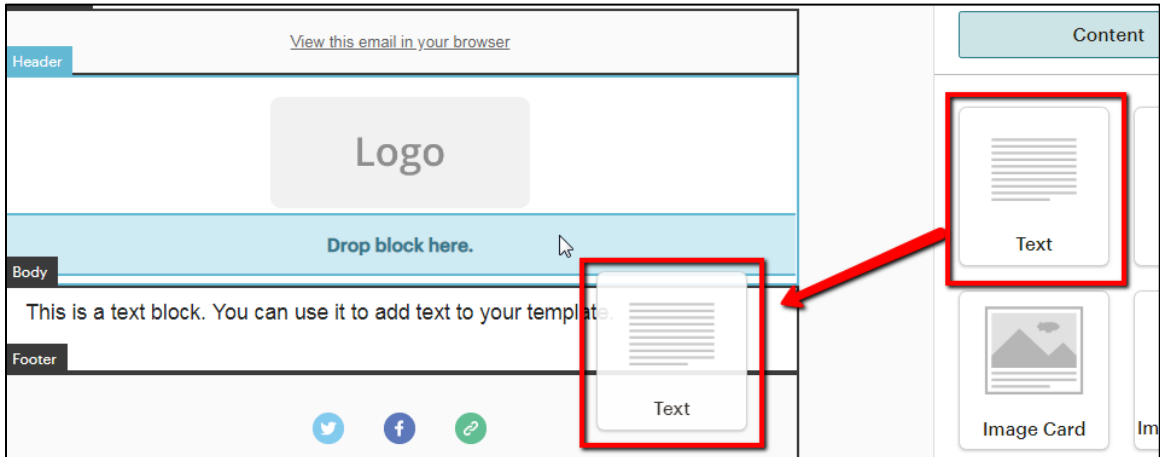 View this email in your browser
Content
Header
Logo
Text
Drop block here.
Body
This is a text block. You can use it to add text to your template.
Footer
Text
Image Card
Im